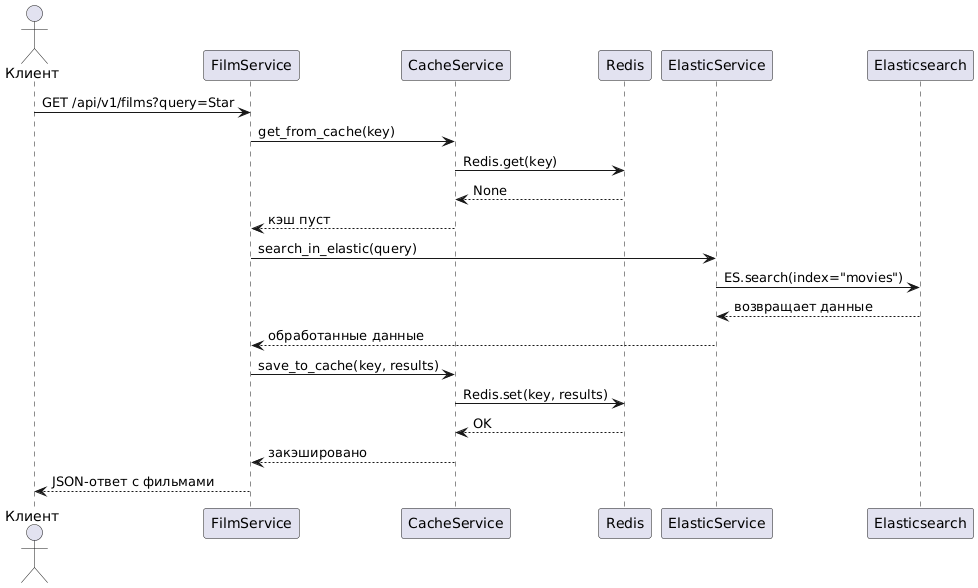 Клиент
FilmService
CacheService
Redis
ElasticService
Elasticsearch
GET /api/v1/films?query=Star
get_from_cache(key)
Redis.get(key)
None
кэш пуст
search_in_elastic(query)
ES.search(index="movies")
возвращает данные
обработанные данные
save_to_cache(key, results)
Redis.set(key, results)
OK
закэшировано
JSON-ответ с фильмами
Клиент
FilmService
CacheService
Redis
ElasticService
Elasticsearch